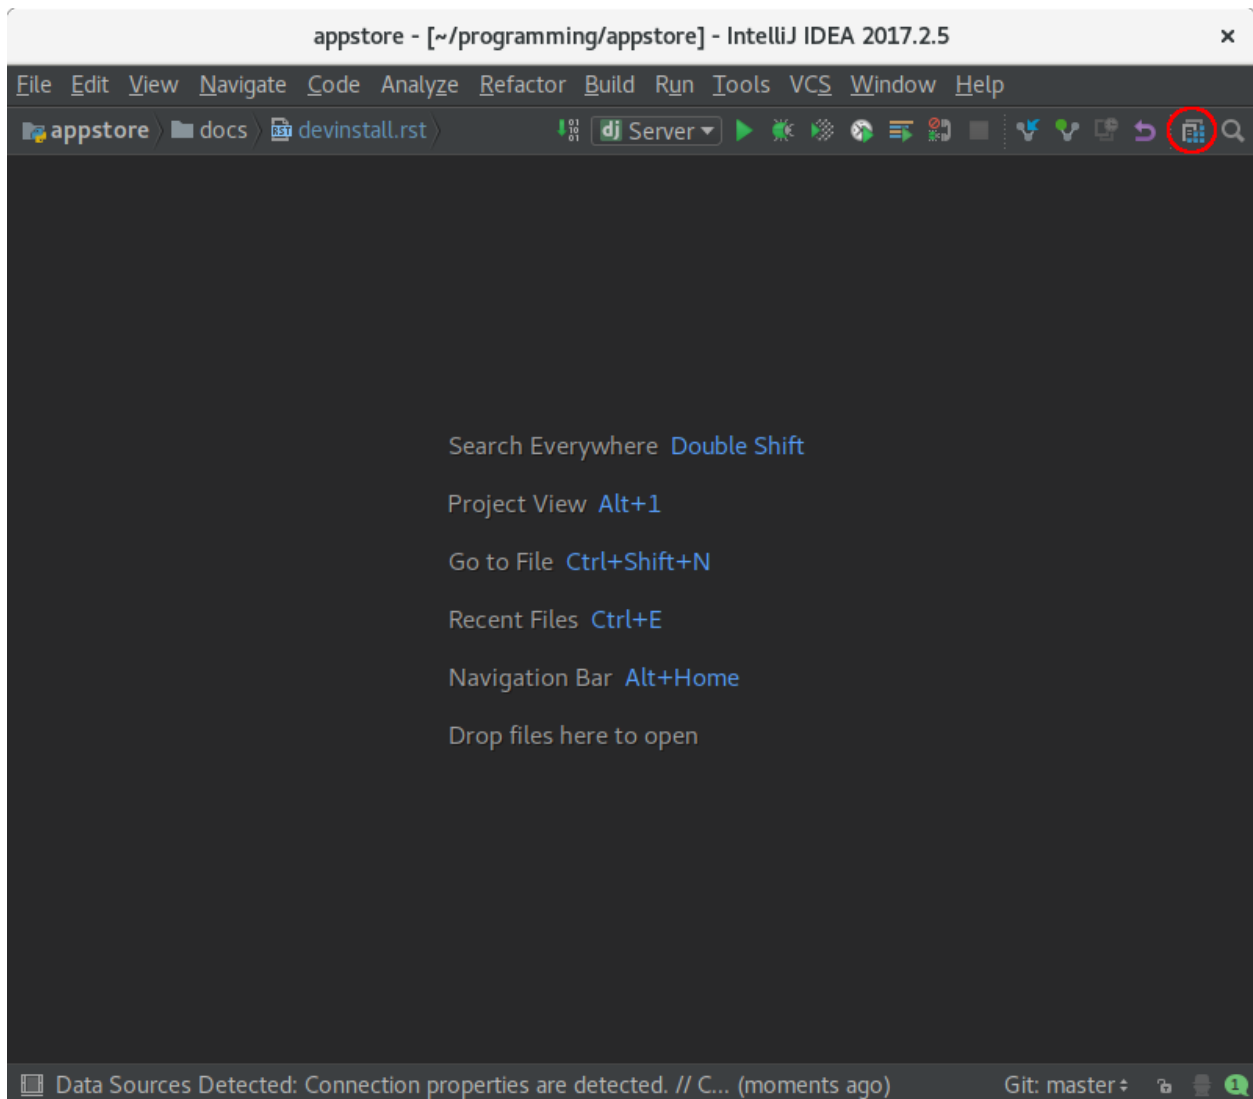 appstore - [~/programming/appstore] - IntelliJ IDEA 2017.2.5 ×
File Edit View Navigate Code Analyze Refactor Build Run Tools VCS Window Help
appstore docs RST devinstall.rst dj Server
Search Everywhere Double Shift
Project View Alt+1
Go to File Ctrl+Shift+N
Recent Files Ctrl+E
Navigation Bar Alt+Home
Drop files here to open
Data Sources Detected: Connection properties are detected. // C... (moments ago) Git: master 1